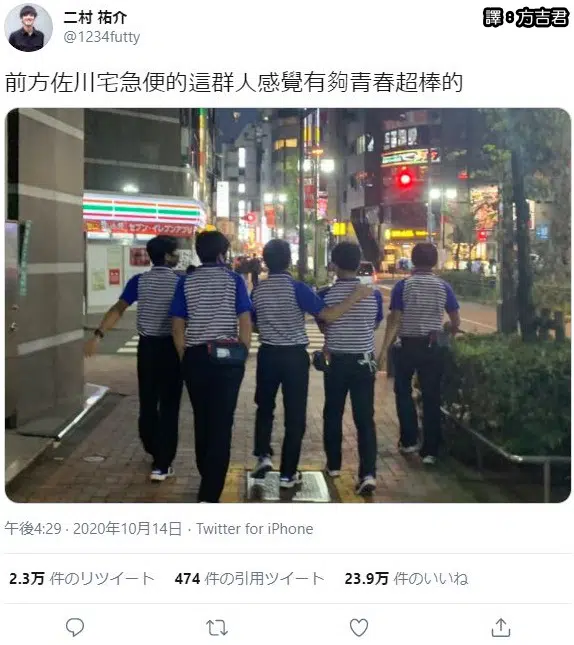 二村 祐介
@1234futty
譯●方吉君
前方佐川宅急便的這群人感覺有夠青春超棒的
セブン-イレブンアプリ
午後4:29 · 2020年10月14日 · Twitter for iPhone
2.3万 件のリツイート 474 件の引用ツイート 23.9万 件のいいね